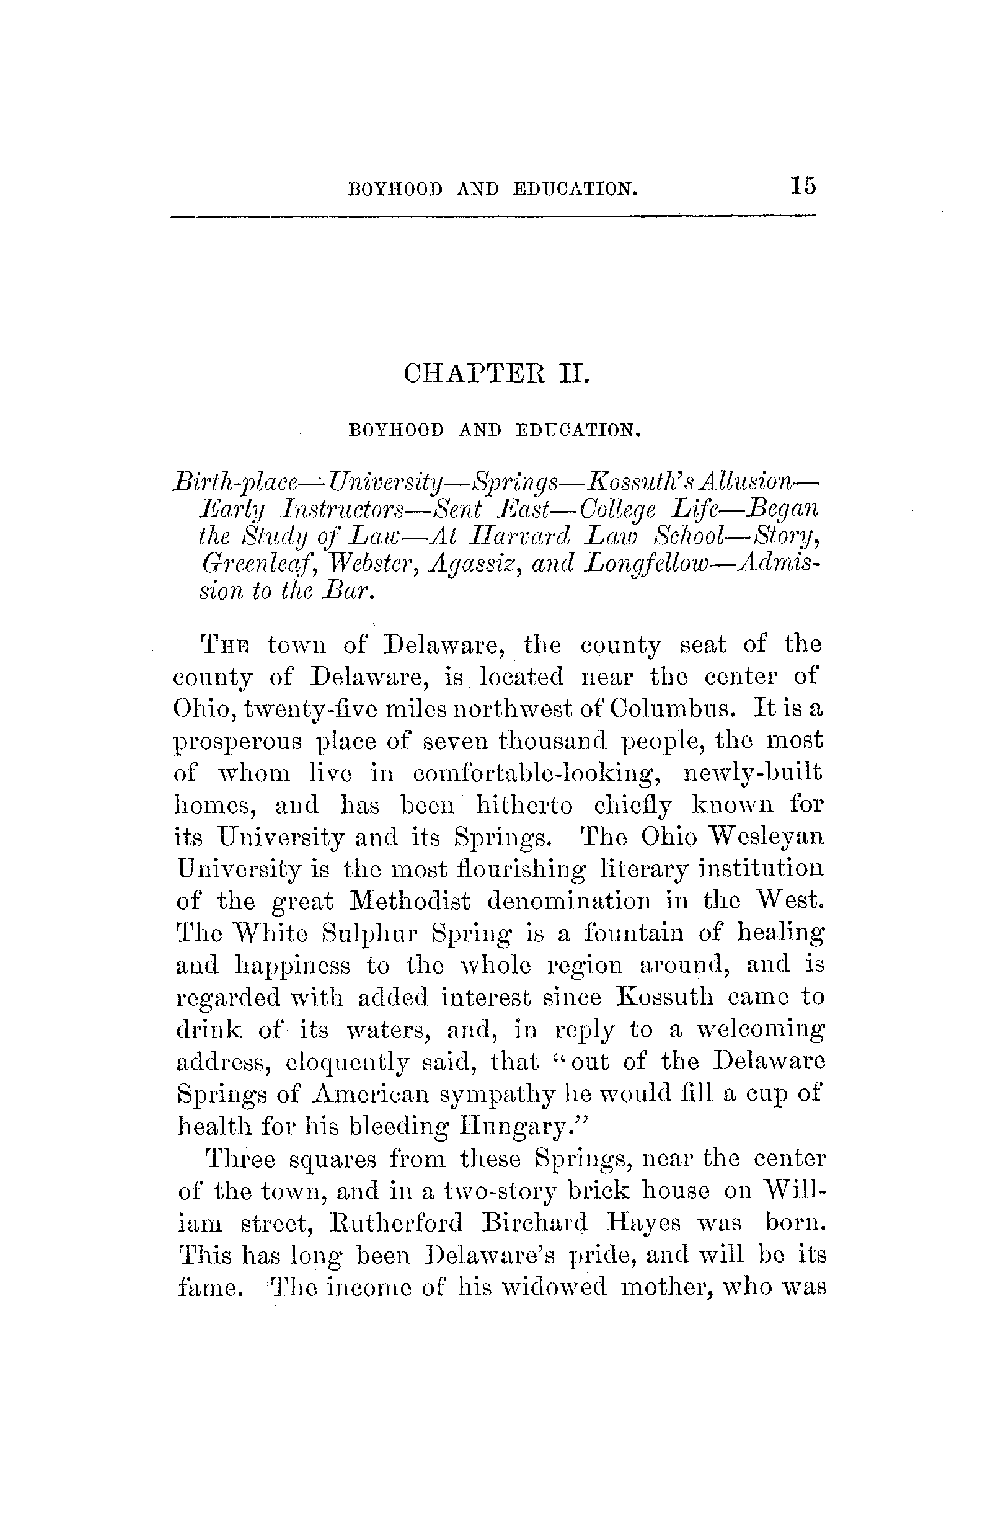 BOYHOOD AND EDUCATION. 15
CHAPTER II.
BOYHOOD AND EDUCATION.
Birth-place—University—Springs—Kossuth's Allusion—
Early Instructors—Sent East—College Life—Began
the Study of Law—At Harvard Law School—Story,
Greenleaf, Webster, Agassiz, and Longfellow—Admis-
sion to the Bar.
THE town of Delaware, the county seat of the
county of Delaware, is located near the center of
Ohio, twenty-five miles northwest of Columbus. It is a
prosperous place of seven thousand people, the most
of whom live in comfortable-looking, newly-built
homes, and has been hitherto chiefly known for
its University and its Springs. The Ohio Wesleyan
University is the most flourishing literary institution
of the great Methodist denomination in the West.
The White Sulphur Spring is a fountain of healing
and happiness to the whole region around, and is
regarded with added interest since Kossuth came to
drink of its waters, and, in reply to a welcoming
address, eloquently said, that "out of the Delaware
Springs of American sympathy he would fill a cup of
health for his bleeding Hungary."
Three squares from these Springs, near the center
of the town, and in a two-story brick house on Will-
iam street, Rutherford Birchard Hayes was born.
This has long been Delaware's pride, and will be its
fame. The income of his widowed mother, who was